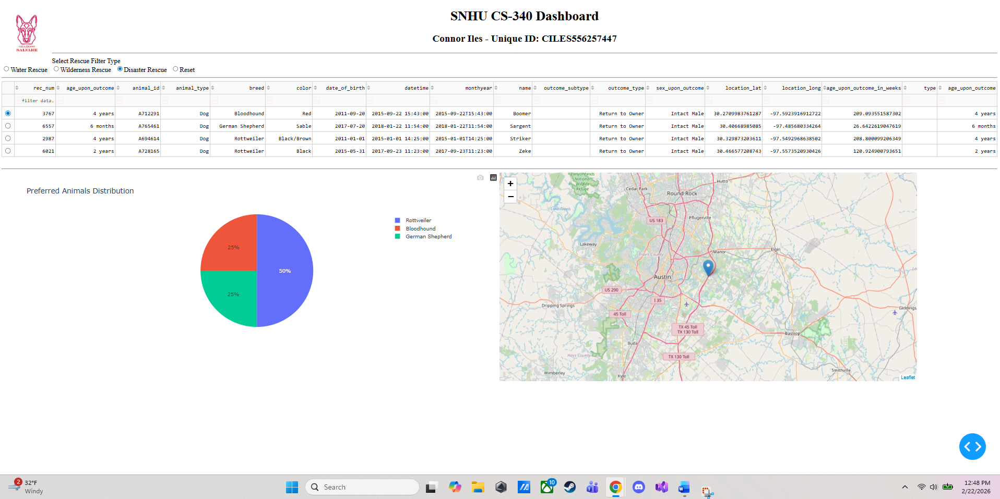 SNHU CS-340 Dashboard
Connor Iles - Unique ID: CILES556257447
GRAZIOSO
SALVARE
Select Rescue Filter Type
Water Rescue Wilderness Rescue Disaster Rescue Reset
rec_num age_upon_outcome animal_id animal_type breed color date_of_birth datetime monthyear name outcome_subtype outcome_type sex_upon_outcome location_lat location_long age_upon_outcome_in_weeks type age_upon_outcome
filter data.
3767 4 years A712291 Dog Bloodhound Red 2011-09-20 2015-09-22 15:43:00 2015-09-22T15:43:00 Boomer Return to Owner Intact Male 30.2709983761287 -97.5923916912722 209.093551587302 4 years
6557 6 months A765461 Dog German Shepherd Sable 2017-07-20 2018-01-22 11:54:00 2018-01-22T11:54:00 Sargent Return to Owner Intact Male 30.40668985085 -97.485680334264 26.6422619047619 6 months
2987 4 years A694614 Dog Rottweiler Black/Brown 2011-01-01 2015-01-01 14:25:00 2015-01-01T14:25:00 Striker Return to Owner Intact Male 30.329873203611 -97.5492968638502 208.800099206349 4 years
6021 2 years A728165 Dog Rottweiler Black 2015-05-31 2017-09-23 11:23:00 2017-09-23T11:23:00 Zeke Return to Owner Intact Male 30.466577208743 -97.5573520930426 120.924900793651 2 years
Preferred Animals Distribution
Rottweiler
Bloodhound
German Shepherd
25%
50%
25%
+
−
Canyonlands
National
Wildlife
Refuge
Hutto
Cedar Park
Round Rock
Lake Travis
Pflugerville
US 183
Lakeway
Elgin
Manor
Travis County
Austin
US 290
I 35
Dripping Springs
Giddings
45 Toll
TX 45 Toll
TX 130 Toll
Bastrop
Buda
Hays County
TX 130 Toll
Smithville
Wimberley
Kyle
Leaflet
2
32°F
Windy
Search
10
12:48 PM
2/22/2026